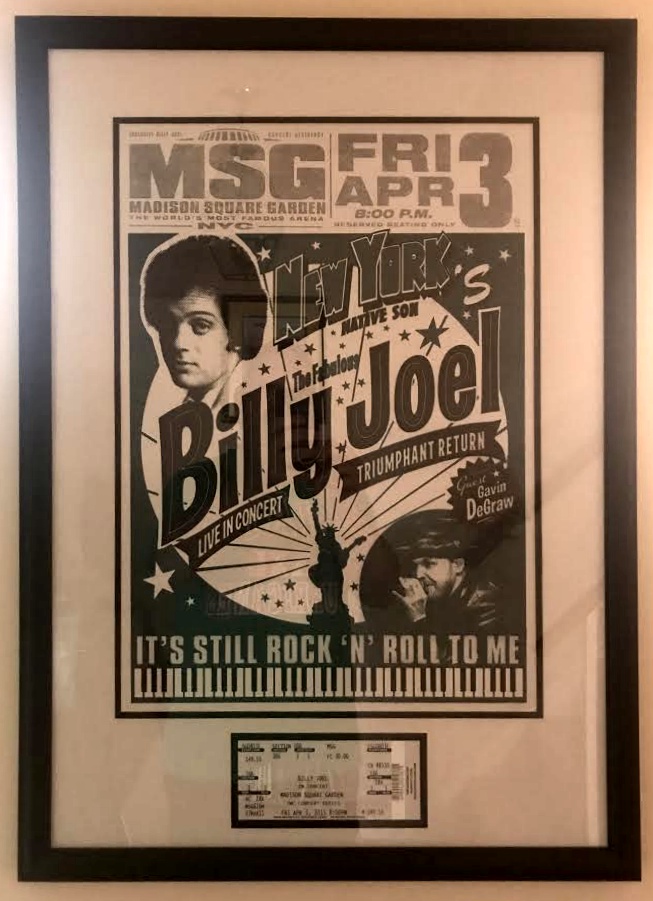 MSG
MADISON SQUARE GARDEN
THE WORLD'S MOST FAMOUS ARENA
NYC
FRI
APR
3
8:00 P.M.
RESERVED SEATING ONLY
NEW YORK'S
NATIVE SON
The Fabulous
Billy Joel
LIVE IN CONCERT
TRIUMPHANT RETURN
Guest
Gavin
DeGraw
IT'S STILL ROCK 'N' ROLL TO ME
BILLY JOEL
IN CONCERT
MADISON SQUARE GARDEN